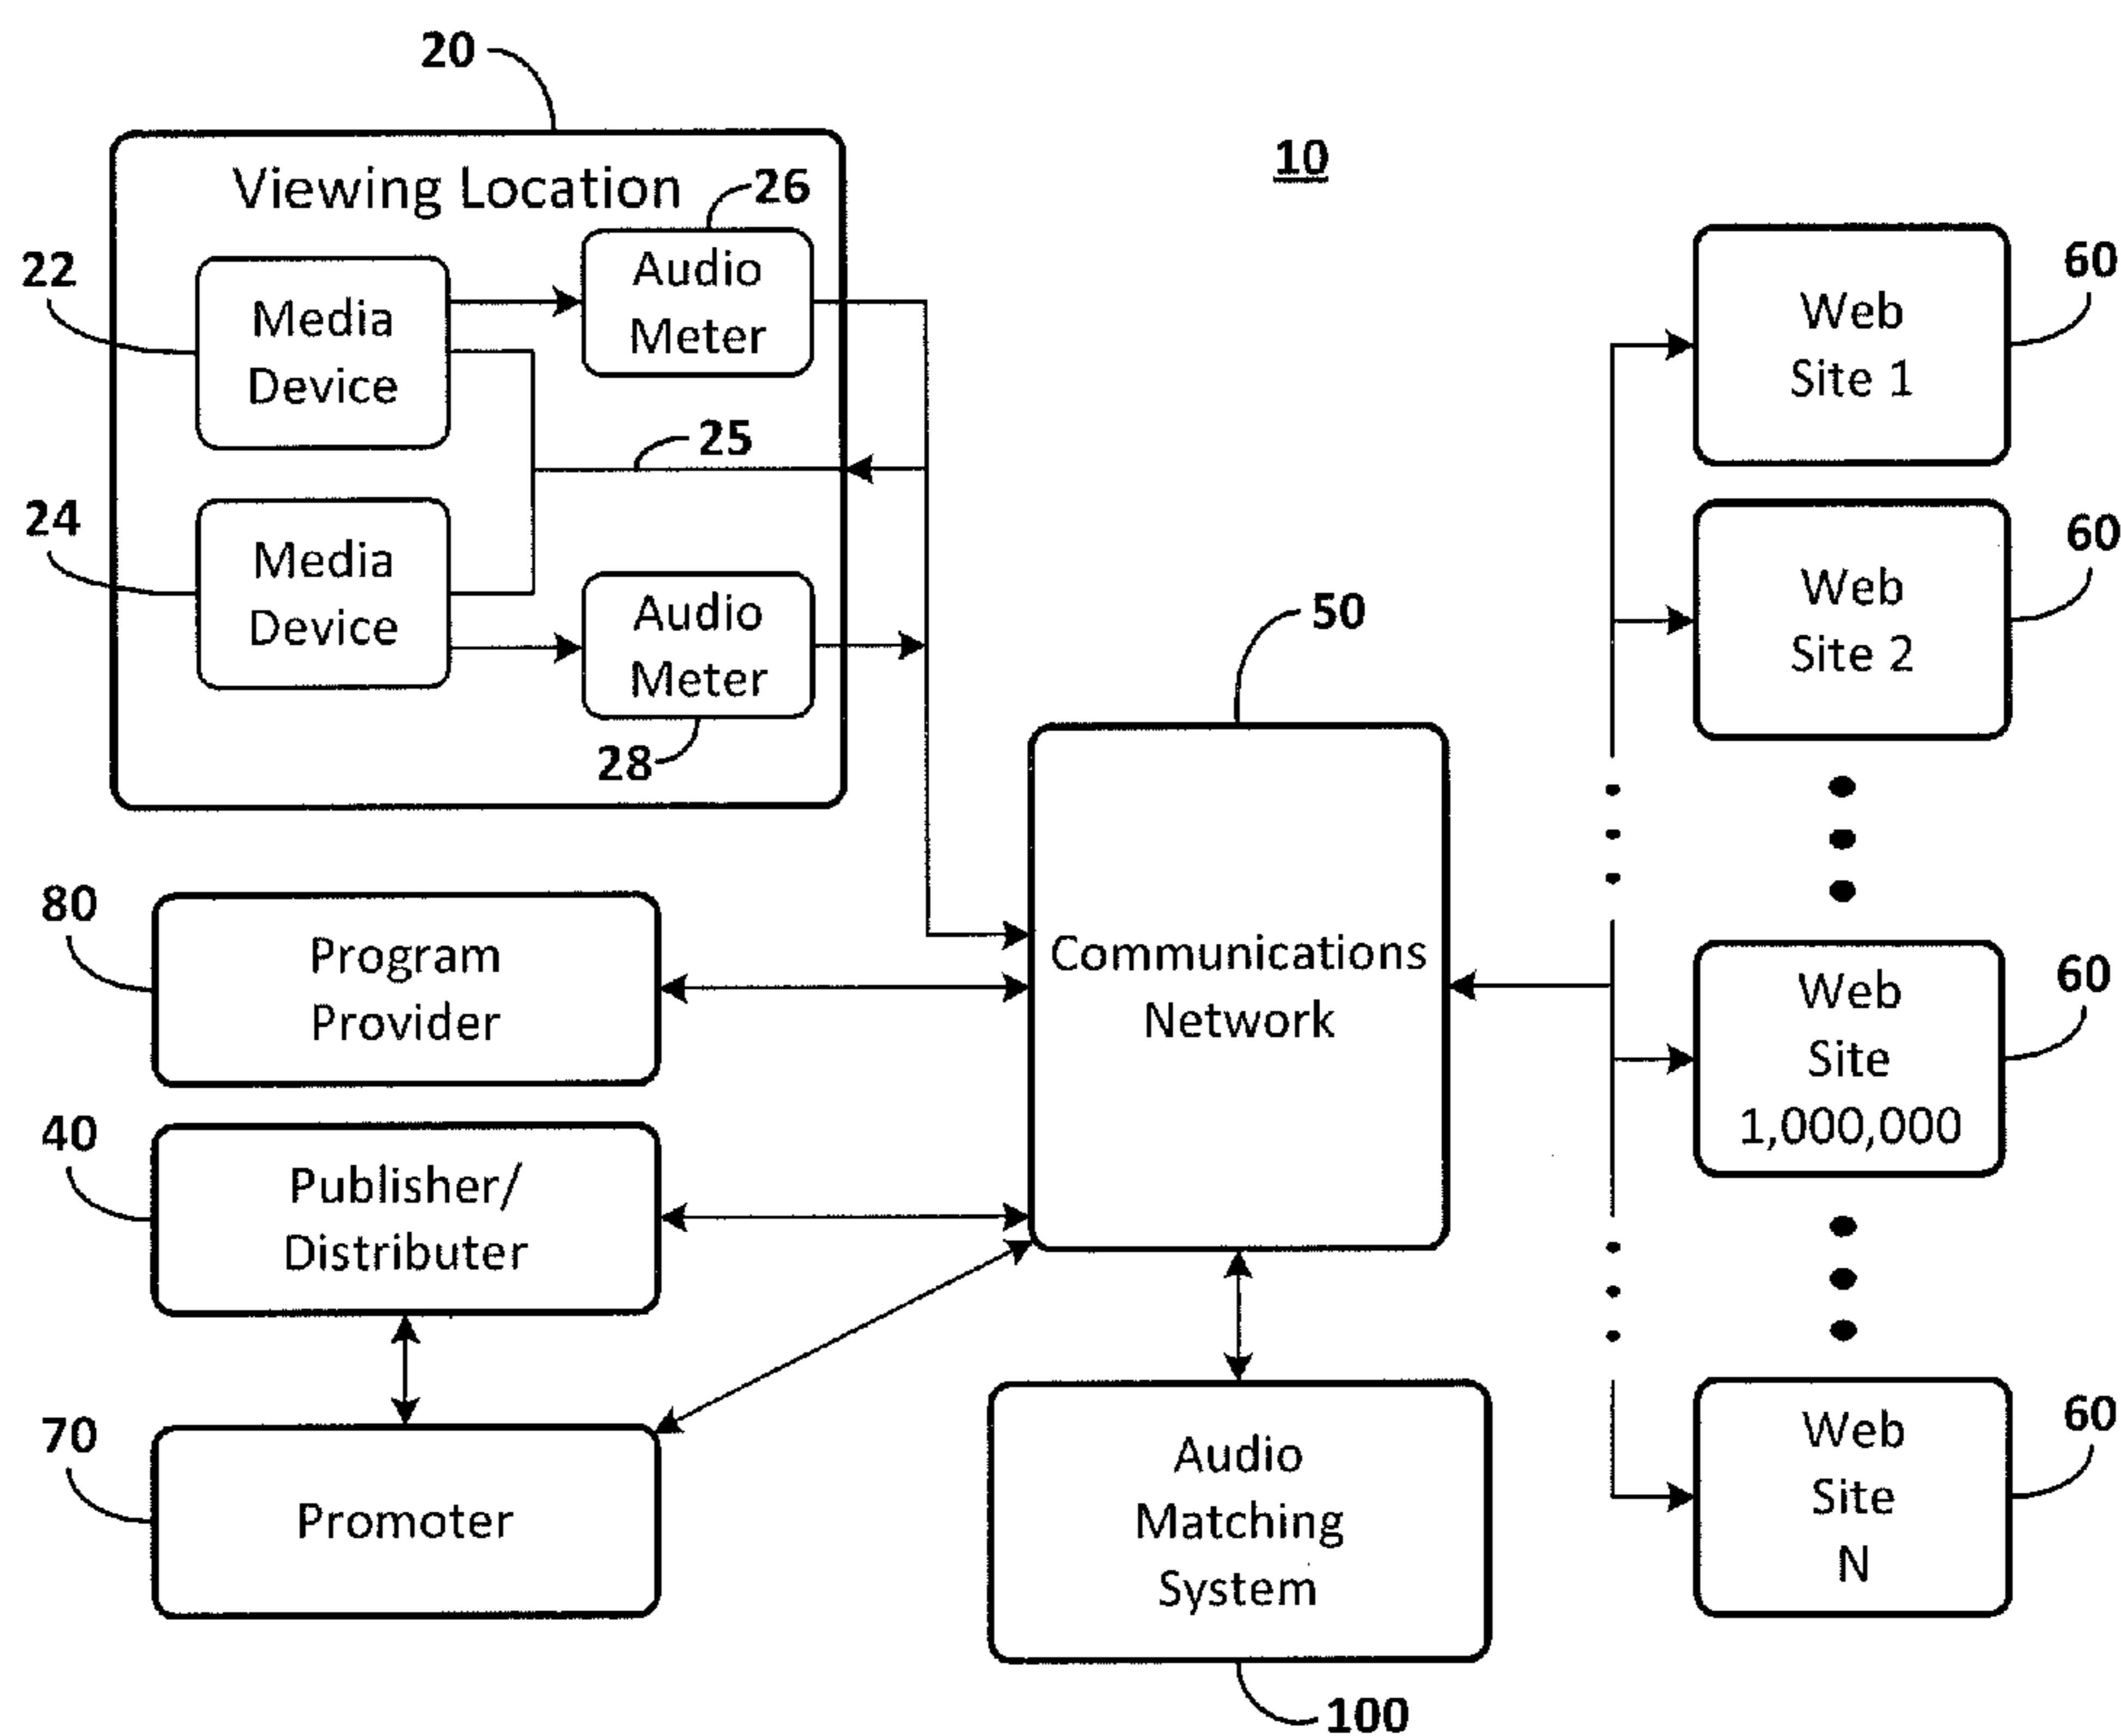 20
10
Viewing Location
26
22
Media
Device
Audio
Meter
25
24
Media
Device
Audio
Meter
28
80
Program
Provider
40
Publisher/
Distributer
70
Promoter
50
Communications
Network
Audio
Matching
System
100
Web
Site 1
60
Web
Site 2
60
Web
Site
1,000,000
60
Web
Site
N
60